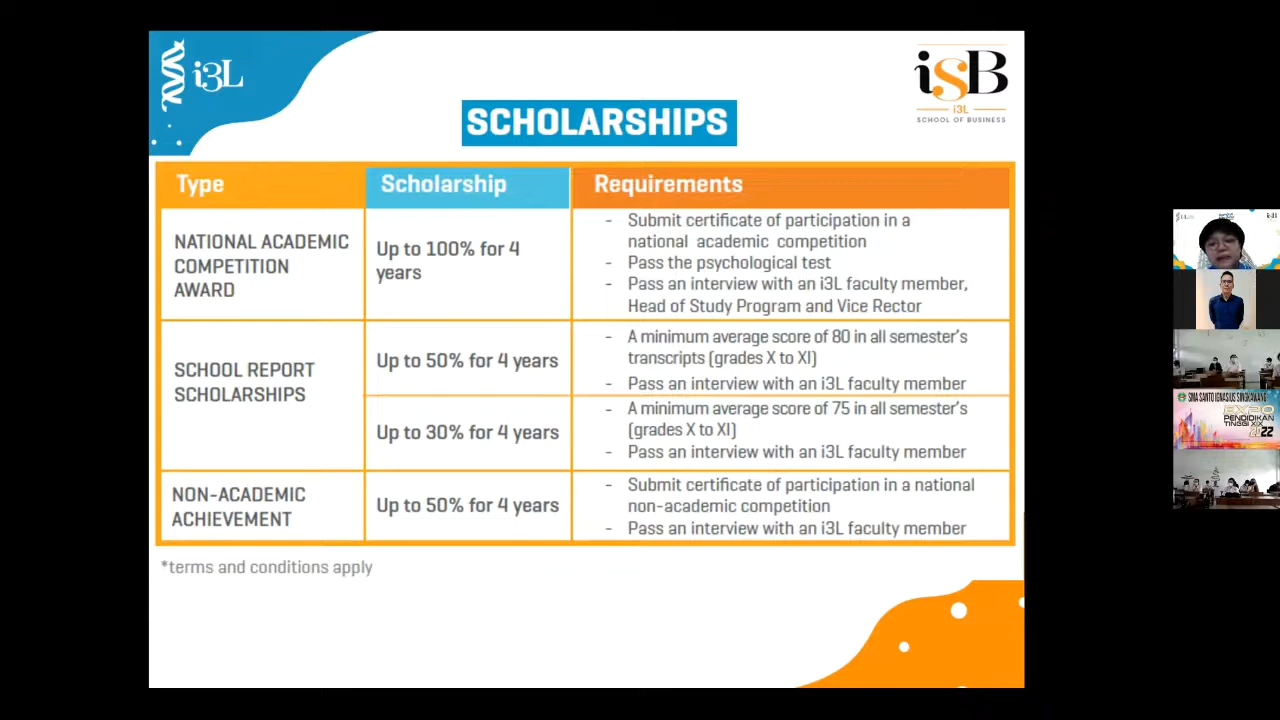 i3L
iSB
i3L
SCHOOL OF BUSINESS
SCHOLARSHIPS
Type
Scholarship
Requirements
NATIONAL ACADEMIC
COMPETITION
AWARD
Up to 100% for 4
years
- Submit certificate of participation in a
national academic competition
- Pass the psychological test
- Pass an interview with an i3L faculty member,
Head of Study Program and Vice Rector
SCHOOL REPORT
SCHOLARSHIPS
Up to 50% for 4 years
- A minimum average score of 80 in all semester's
transcripts (grades X to XI)
- Pass an interview with an i3L faculty member
Up to 30% for 4 years
- A minimum average score of 75 in all semester's
(grades X to XI)
- Pass an interview with an i3L faculty member
NON-ACADEMIC
ACHIEVEMENT
Up to 50% for 4 years
- Submit certificate of participation in a national
non-academic competition
- Pass an interview with an i3L faculty member
*terms and conditions apply
SMA SANTO IGNASIUS SINGKAWANG
EXPO
PENDIDIKAN
TINGGI XIX
2022